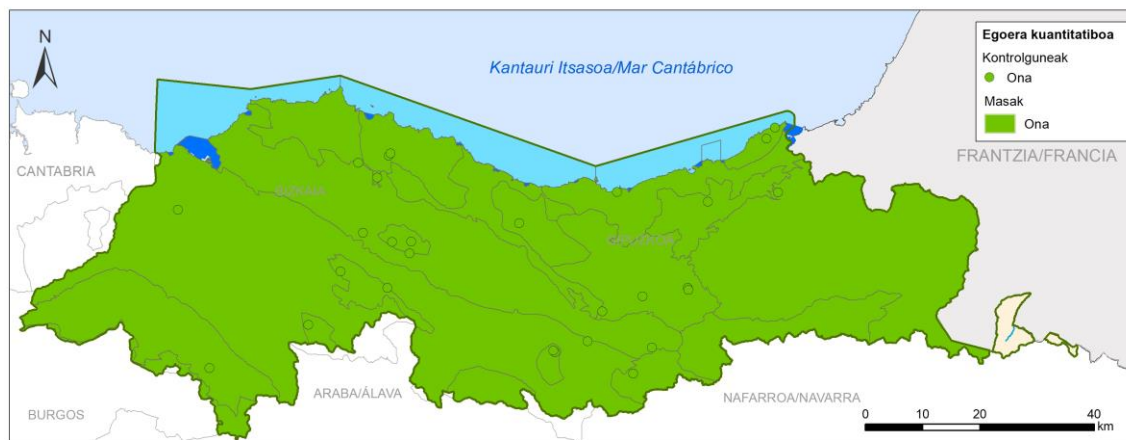 N
Kantauri Itsasoa/Mar Cantábrico
Egoera kuantitatiboa
Kontrolguneak
Ona
Masak
Ona
FRANTZIA/FRANCIA
CANTABRIA
BIZKAIA
GIPUZKOA
ARABA/ÁLAVA
NAFARROA/NAVARRA
BURGOS
0 10 20 40
km